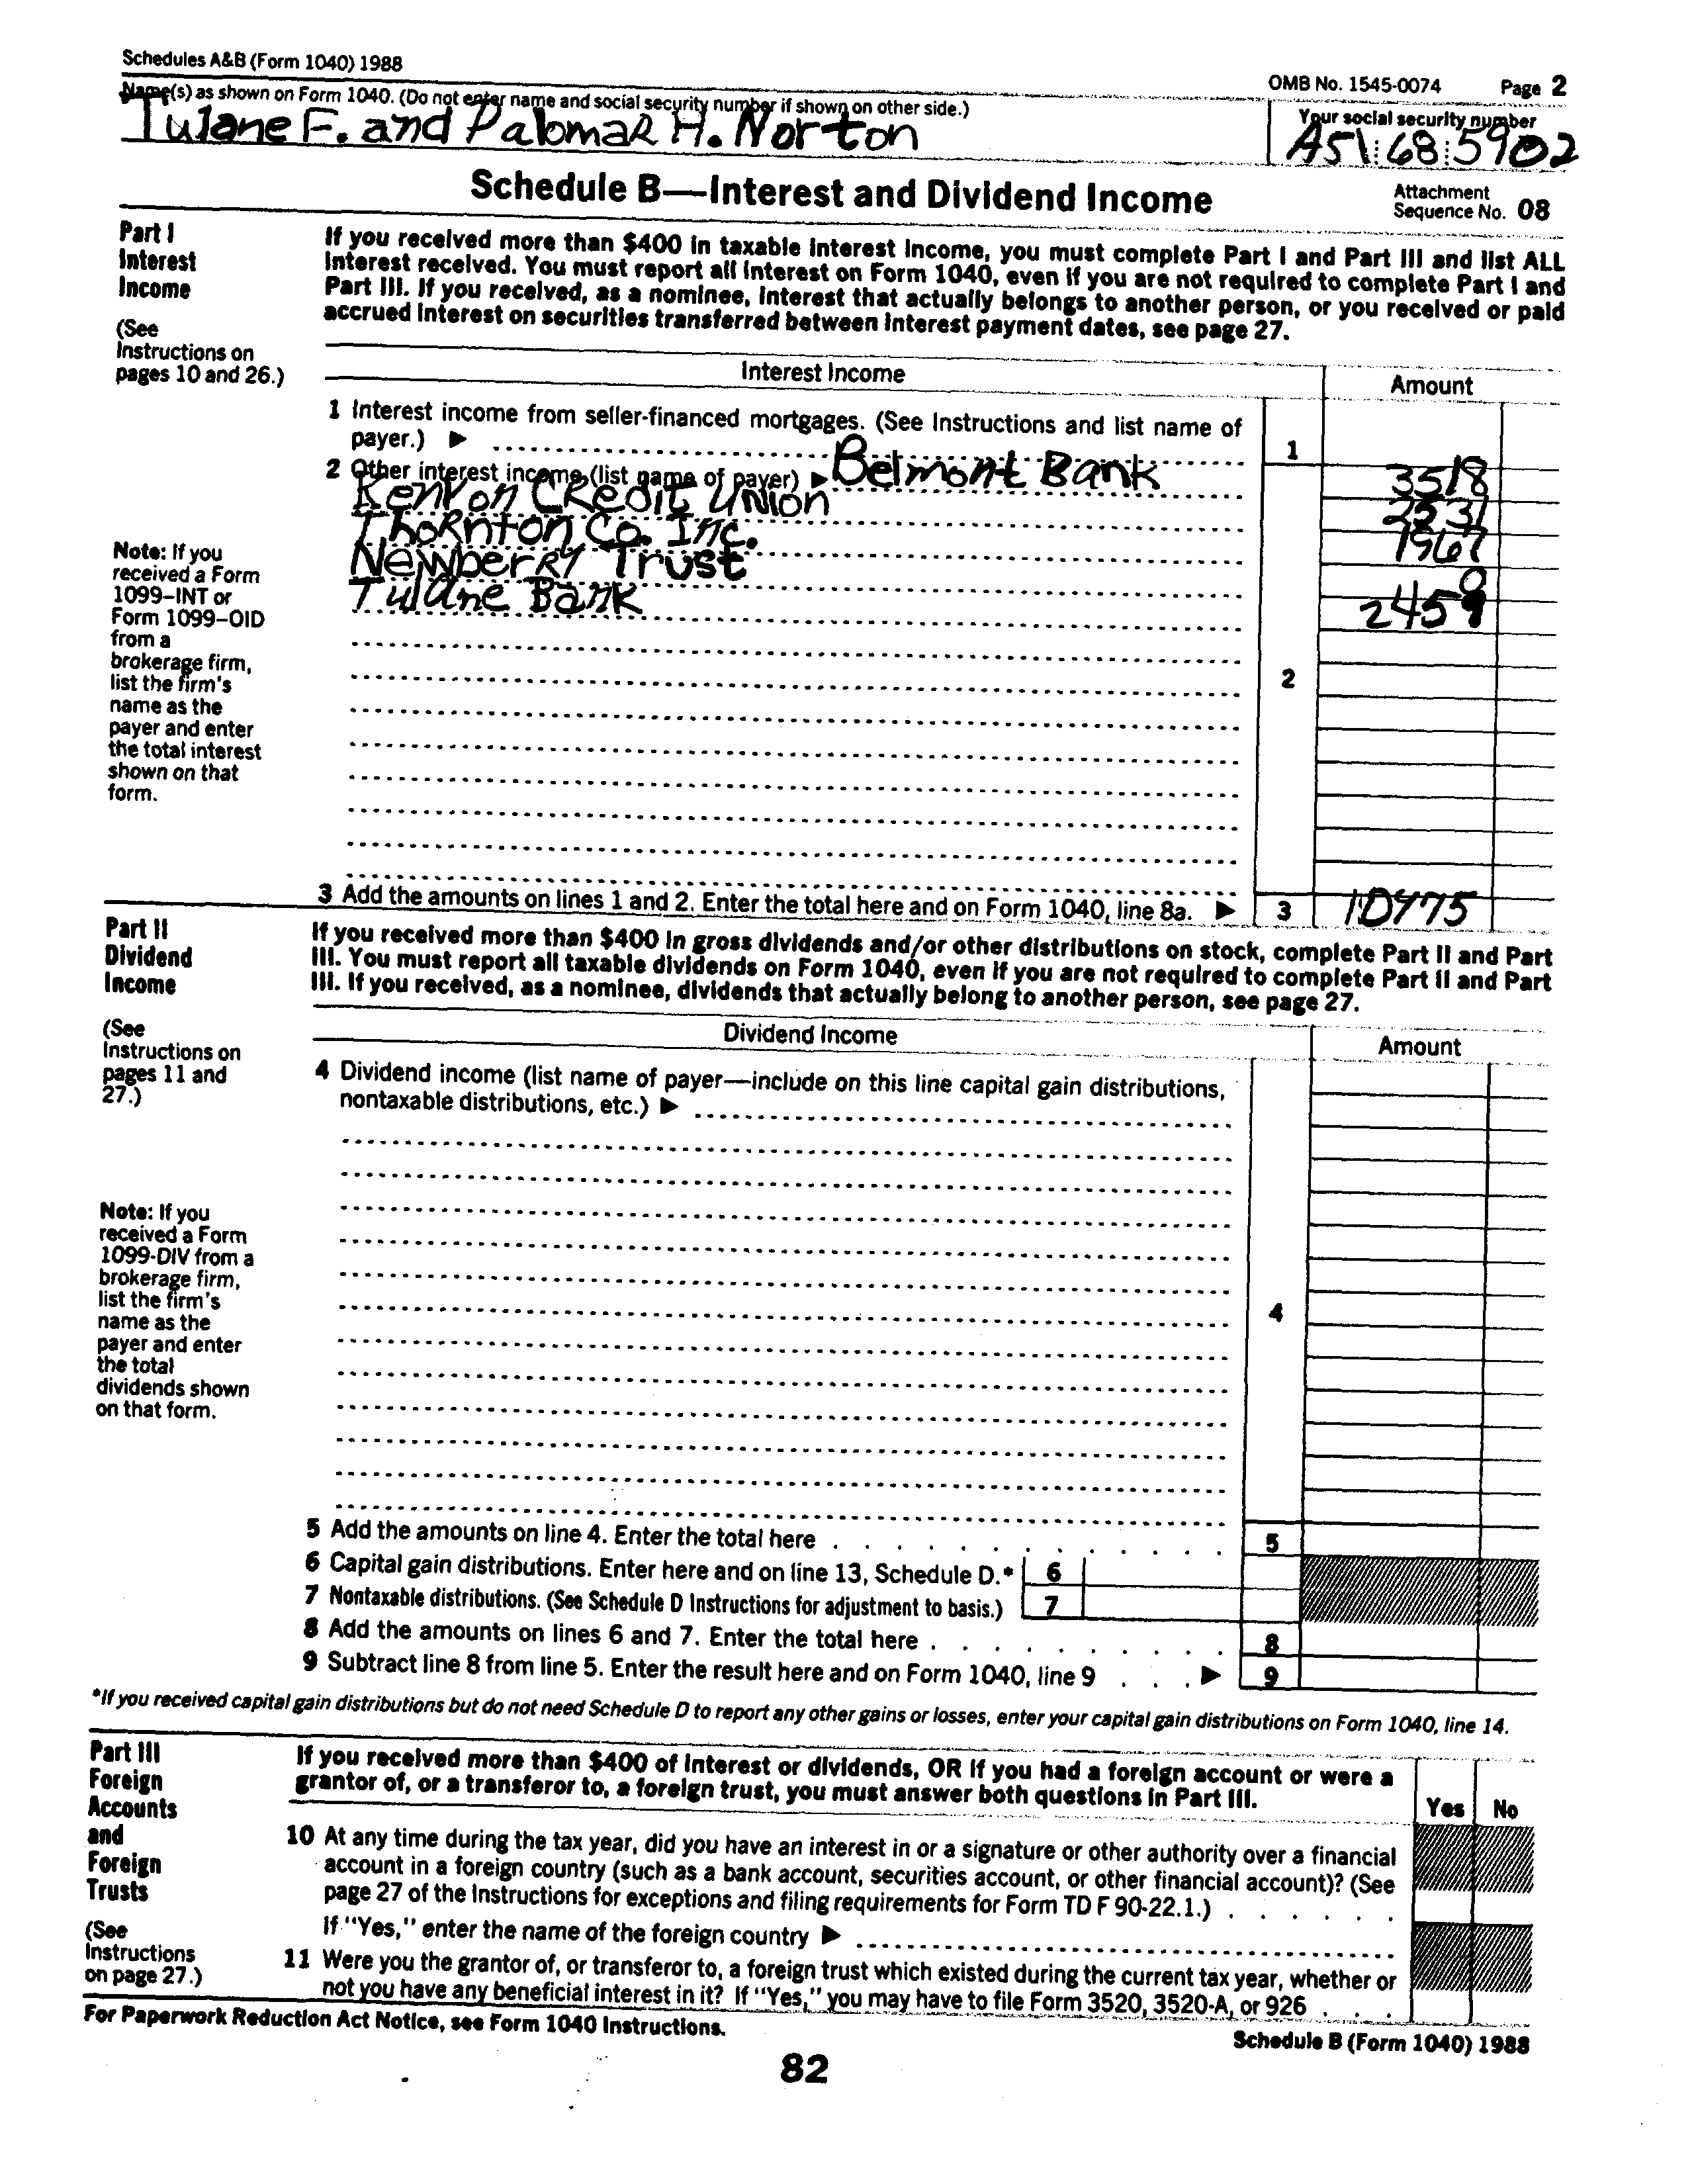 Schedules A&B (Form 1040) 1988
OMB No. 1545-0074 Page 2
Name(s) as shown on Form 1040. (Do not enter name and social security number if shown on other side.)
Your social security number
Tulane F. and Palomar H. Norton
A51:68:5902
Schedule B—Interest and Dividend Income
Attachment
Sequence No. 08
Part I
Interest
Income
(See
Instructions on
pages 10 and 26.)
If you received more than $400 in taxable interest income, you must complete Part I and Part III and list ALL
interest received. You must report all interest on Form 1040, even if you are not required to complete Part I and
Part III. If you received, as a nominee, interest that actually belongs to another person, or you received or paid
accrued interest on securities transferred between interest payment dates, see page 27.
Interest Income
Amount
1 Interest income from seller-financed mortgages. (See Instructions and list name of
payer.) ▶
1
2 Other interest income (list name of payer) ▶ Belmont Bank
3518
Kenyon Credit Union
2531
Thornton Co. Inc.
1967
Newberry Trust
0
Tulane Bank
2459
2
Note: If you
received a Form
1099–INT or
Form 1099–OID
from a
brokerage firm,
list the firm's
name as the
payer and enter
the total interest
shown on that
form.
3 Add the amounts on lines 1 and 2. Enter the total here and on Form 1040, line 8a. ▶ 3 10475
Part II
Dividend
Income
(See
Instructions on
pages 11 and
27.)
If you received more than $400 in gross dividends and/or other distributions on stock, complete Part II and Part
III. You must report all taxable dividends on Form 1040, even if you are not required to complete Part II and Part
III. If you received, as a nominee, dividends that actually belong to another person, see page 27.
Dividend Income
Amount
4 Dividend income (list name of payer—include on this line capital gain distributions,
nontaxable distributions, etc.) ▶
4
Note: If you
received a Form
1099-DIV from a
brokerage firm,
list the firm's
name as the
payer and enter
the total
dividends shown
on that form.
5 Add the amounts on line 4. Enter the total here . . . . . . . . . . . . 5
6 Capital gain distributions. Enter here and on line 13, Schedule D.* 6
7 Nontaxable distributions. (See Schedule D Instructions for adjustment to basis.) 7
8 Add the amounts on lines 6 and 7. Enter the total here . . . . . . . . . . 8
9 Subtract line 8 from line 5. Enter the result here and on Form 1040, line 9 . . . ▶ 9
*If you received capital gain distributions but do not need Schedule D to report any other gains or losses, enter your capital gain distributions on Form 1040, line 14.
Part III
Foreign
Accounts
and
Foreign
Trusts
(See
Instructions
on page 27.)
If you received more than $400 of interest or dividends, OR if you had a foreign account or were a
grantor of, or a transferor to, a foreign trust, you must answer both questions in Part III.
Yes No
10 At any time during the tax year, did you have an interest in or a signature or other authority over a financial
account in a foreign country (such as a bank account, securities account, or other financial account)? (See
page 27 of the Instructions for exceptions and filing requirements for Form TD F 90-22.1.) . . . . . .
If "Yes," enter the name of the foreign country ▶
11 Were you the grantor of, or transferor to, a foreign trust which existed during the current tax year, whether or
not you have any beneficial interest in it? If "Yes," you may have to file Form 3520, 3520-A, or 926 . . .
For Paperwork Reduction Act Notice, see Form 1040 Instructions.
Schedule B (Form 1040) 1988
82